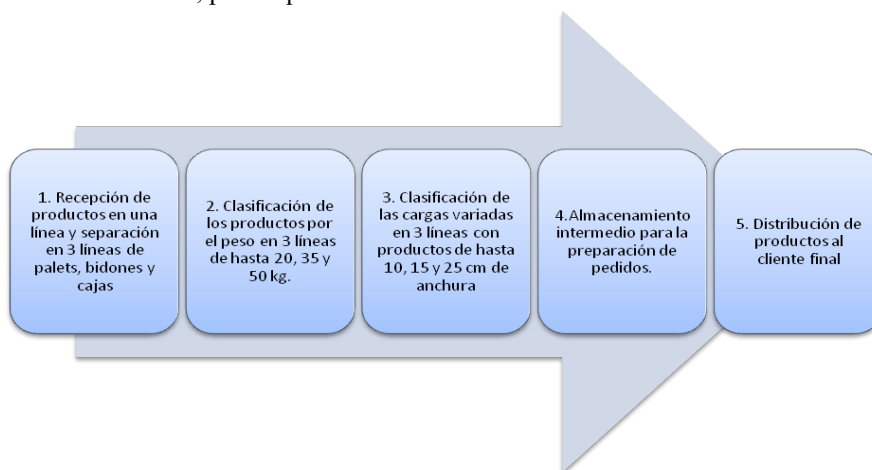 1. Recepción de
productos en una
línea y separación
en 3 líneas de
palets, bidones y
cajas
2. Clasificación de
los productos por
el peso en 3 líneas
de hasta 20, 35 y
50 kg.
3. Clasificación de
las cargas variadas
en 3 líneas con
productos de hasta
10, 15 y 25 cm de
anchura
4.Almacenamiento
intermedio para la
preparación de
pedidos.
5. Distribución de
productos al
cliente final